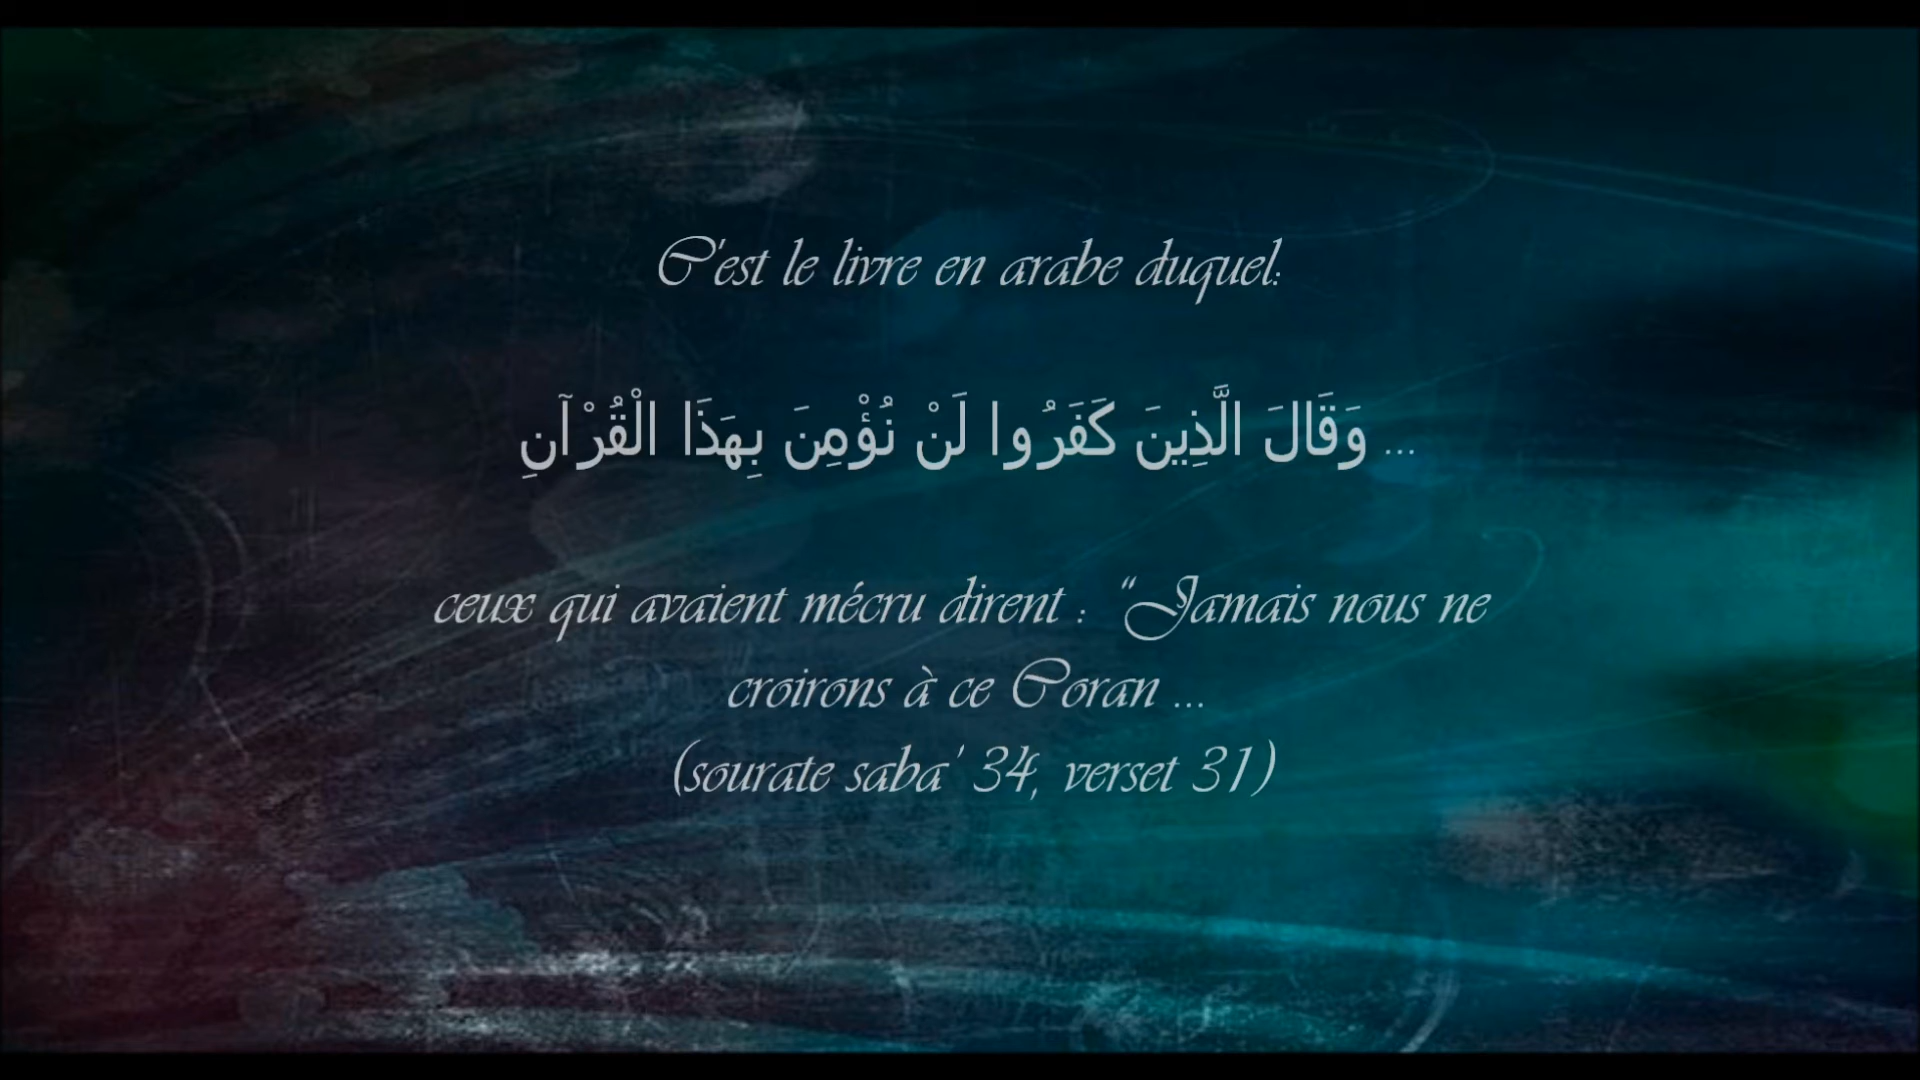 C'est le livre en arabe duquel:
وَقَالَ الَّذِينَ كَفَرُوا لَنْ نُؤْمِنَ بِهَذَا الْقُرْآنِ ...
ceux qui avaient mécru dirent : “Jamais nous ne
croirons à ce Coran ...
(sourate saba' 34, verset 31)